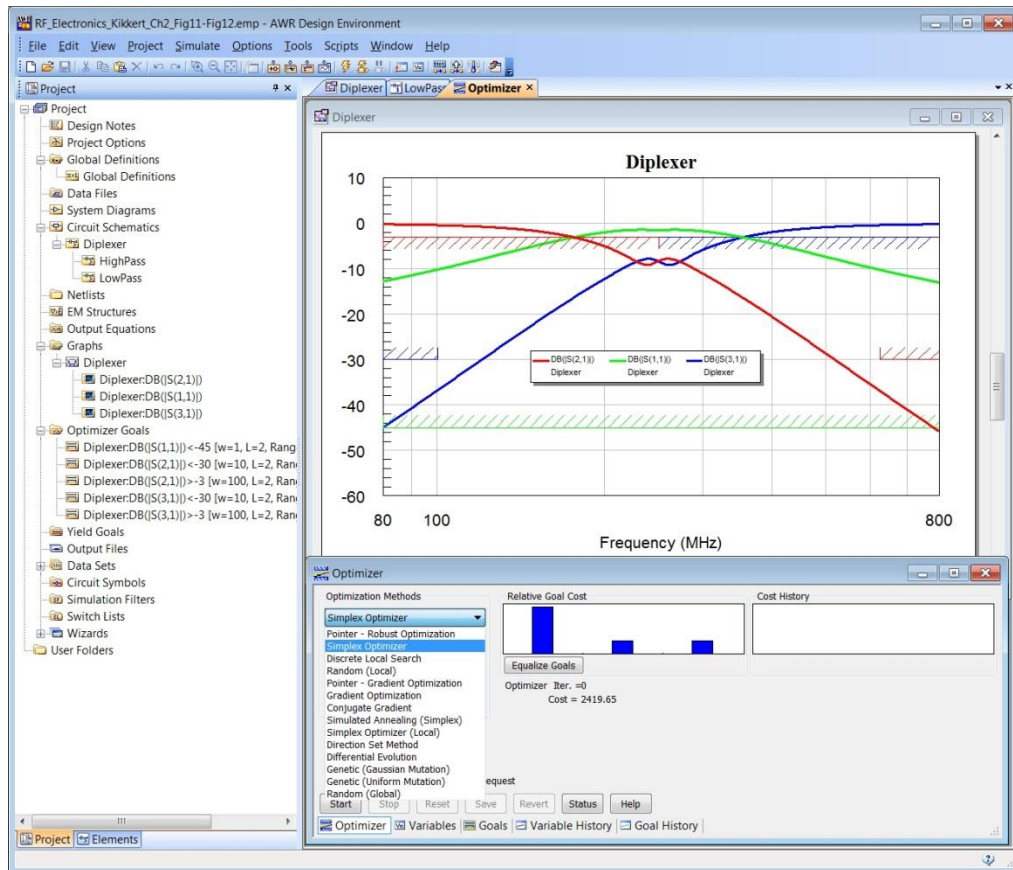 RF_Electronics_Kikkert_Ch2_Fig11-Fig12.emp - AWR Design Environment
File Edit View Project Simulate Options Tools Scripts Window Help
Project
Project
Design Notes
Project Options
Global Definitions
Global Definitions
Data Files
System Diagrams
Circuit Schematics
Diplexer
HighPass
LowPass
Netlists
EM Structures
Output Equations
Graphs
Diplexer
Diplexer:DB(|S(2,1)|)
Diplexer:DB(|S(1,1)|)
Diplexer:DB(|S(3,1)|)
Optimizer Goals
Diplexer:DB(|S(1,1)|)<-45 [w=1, L=2, Rang
Diplexer:DB(|S(2,1)|)<-30 [w=10, L=2, Ran
Diplexer:DB(|S(2,1)|)>-3 [w=100, L=2, Ran
Diplexer:DB(|S(3,1)|)<-30 [w=10, L=2, Ran
Diplexer:DB(|S(3,1)|)>-3 [w=100, L=2, Ran
Yield Goals
Output Files
Data Sets
Circuit Symbols
Simulation Filters
Switch Lists
Wizards
User Folders
Project Elements
Diplexer LowPass Optimizer
Diplexer
Diplexer
10
0
-10
-20
-30
-40
-50
-60
80 100 800
Frequency (MHz)
DB(|S(2,1)|) DB(|S(1,1)|) DB(|S(3,1)|)
Diplexer Diplexer Diplexer
Optimizer
Optimization Methods Relative Goal Cost Cost History
Simplex Optimizer
Pointer - Robust Optimization
Simplex Optimizer
Discrete Local Search
Random (Local)
Pointer - Gradient Optimization
Gradient Optimization
Conjugate Gradient
Simulated Annealing (Simplex)
Simplex Optimizer (Local)
Direction Set Method
Differential Evolution
Genetic (Gaussian Mutation)
Genetic (Uniform Mutation)
Random (Global)
Equalize Goals
Optimizer Iter. =0
Cost = 2419.65
equest
Start Stop Reset Save Revert Status Help
Optimizer Variables Goals Variable History Goal History